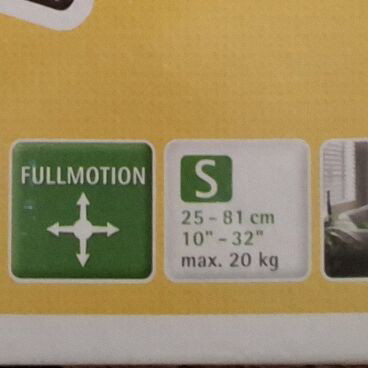 FULLMOTION
S
25 - 81 cm
10" - 32"
max. 20 kg